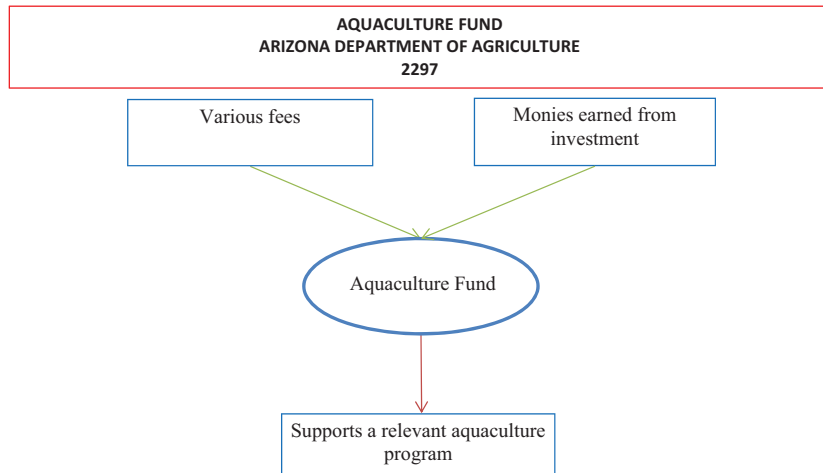 AQUACULTURE FUND
ARIZONA DEPARTMENT OF AGRICULTURE
2297
Various fees
Monies earned from
investment
Aquaculture Fund
Supports a relevant aquaculture
program